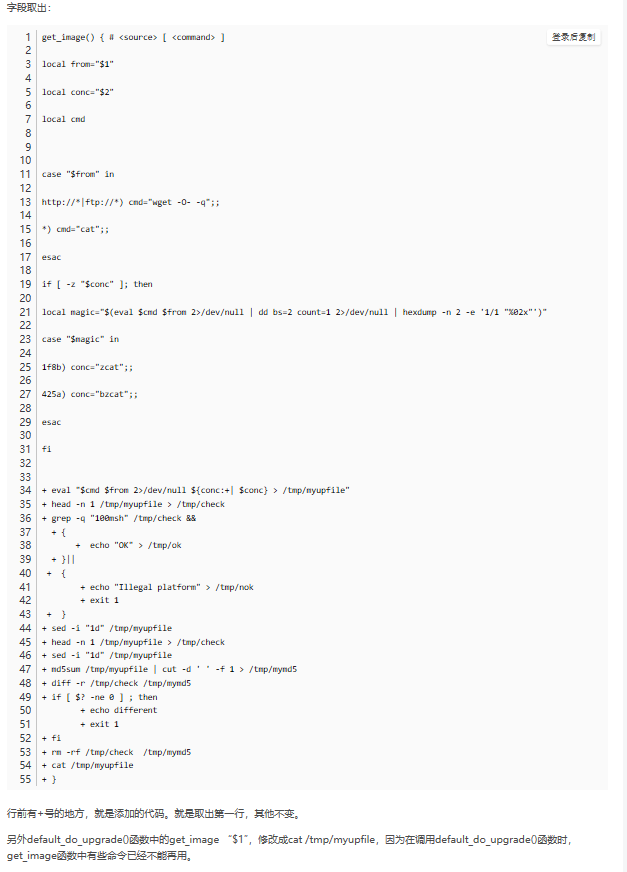 字段取出：
登录后复制
1 get_image() { # <source> [ <command> ]
2
3 local from="$1"
4
5 local conc="$2"
6
7 local cmd
8
9
10
11 case "$from" in
12
13 http://*|ftp://*) cmd="wget -O- -q";;
14
15 *) cmd="cat";;
16
17 esac
18
19 if [ -z "$conc" ]; then
20
21 local magic="$(eval $cmd $from 2>/dev/null | dd bs=2 count=1 2>/dev/null | hexdump -n 2 -e '1/1 "%02x"')"
22
23 case "$magic" in
24
25 1f8b) conc="zcat";;
26
27 425a) conc="bzcat";;
28
29 esac
30
31 fi
32
33
34 + eval "$cmd $from 2>/dev/null ${conc:+| $conc} > /tmp/myupfile"
35 + head -n 1 /tmp/myupfile > /tmp/check
36 + grep -q "100msh" /tmp/check &&
37 + {
38 + echo "OK" > /tmp/ok
39 + }||
40 + {
41 + echo "Illegal platform" > /tmp/nok
42 + exit 1
43 + }
44 + sed -i "1d" /tmp/myupfile
45 + head -n 1 /tmp/myupfile > /tmp/check
46 + sed -i "1d" /tmp/myupfile
47 + md5sum /tmp/myupfile | cut -d ' ' -f 1 > /tmp/mymd5
48 + diff -r /tmp/check /tmp/mymd5
49 + if [ $? -ne 0 ] ; then
50 + echo different
51 + exit 1
52 + fi
53 + rm -rf /tmp/check /tmp/mymd5
54 + cat /tmp/myupfile
55 + }
行前有+号的地方，就是添加的代码。就是取出第一行，其他不变。
另外default_do_upgrade()函数中的get_image “$1”，修改成cat /tmp/myupfile，因为在调用default_do_upgrade()函数时，
get_image函数中有些命令已经不能再用。